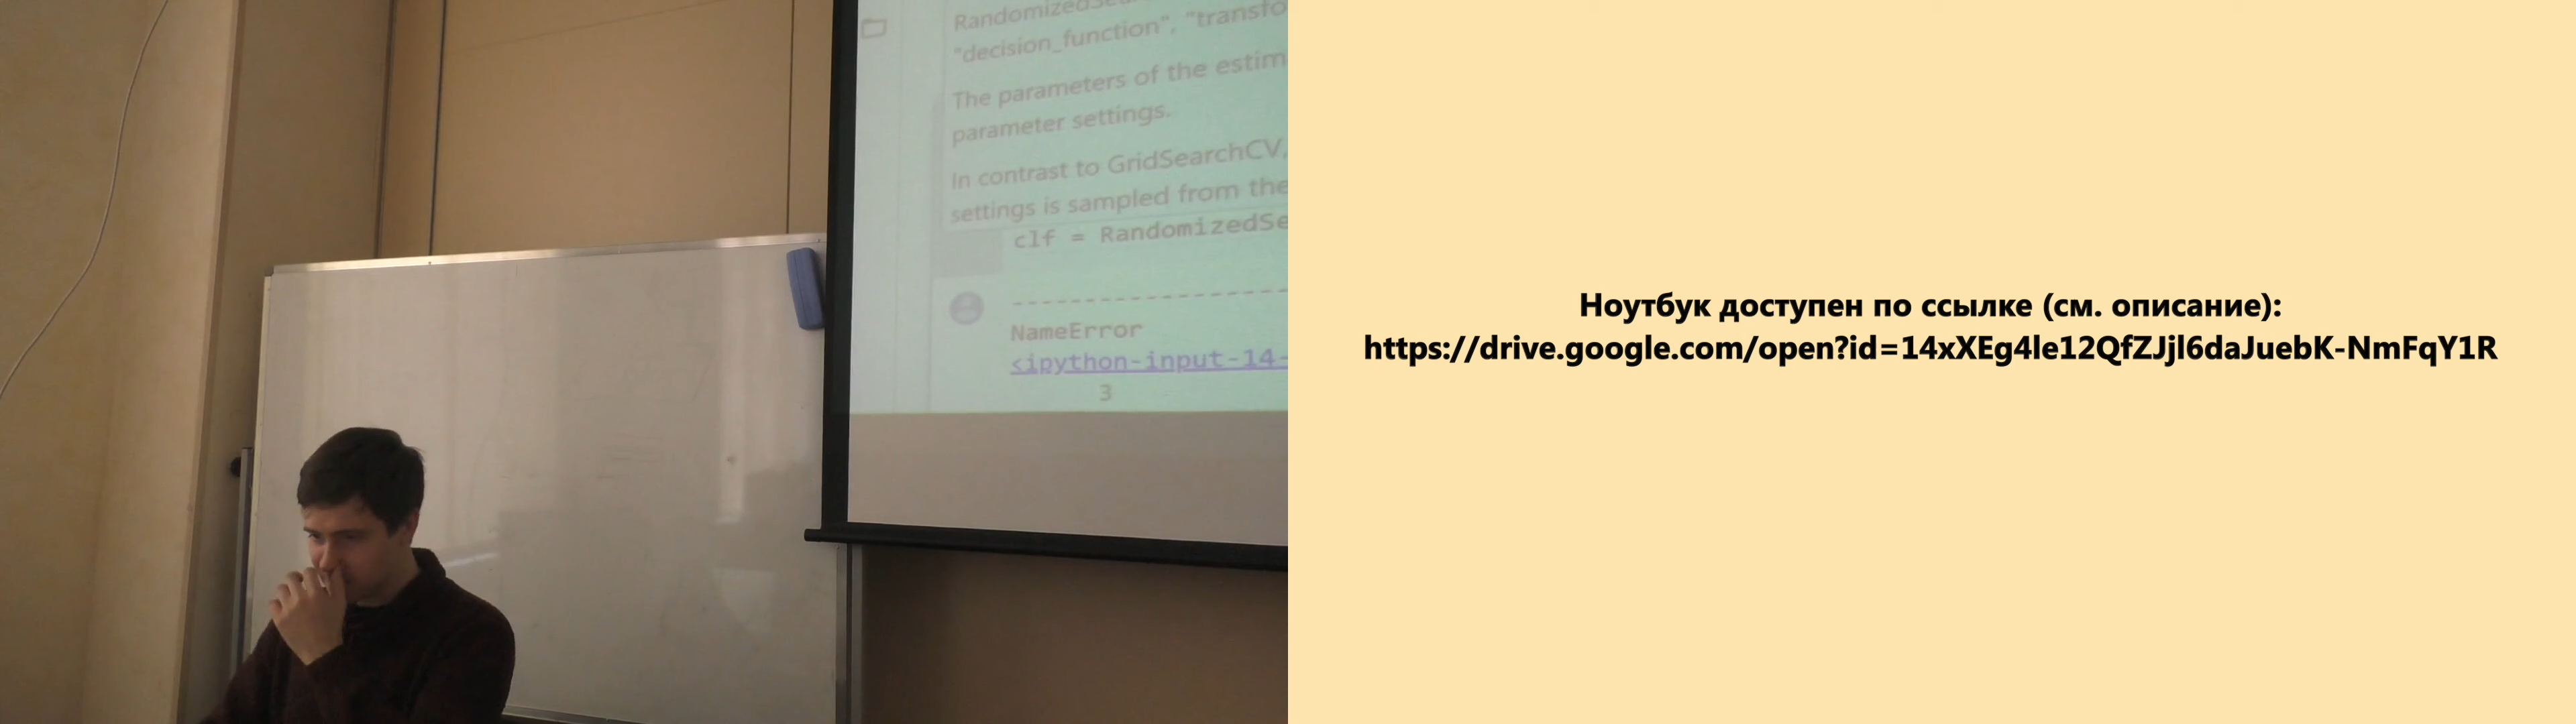 "decision_function", "transfo
The parameters of the estim
parameter settings.
In contrast to GridSearchCV,
settings is sampled from the
clf = RandomizedSe
NameError
<ipython-input-14-
3
Ноутбук доступен по ссылке (см. описание):
https://drive.google.com/open?id=14xXEg4le12QfZJjl6daJuebK-NmFqY1R